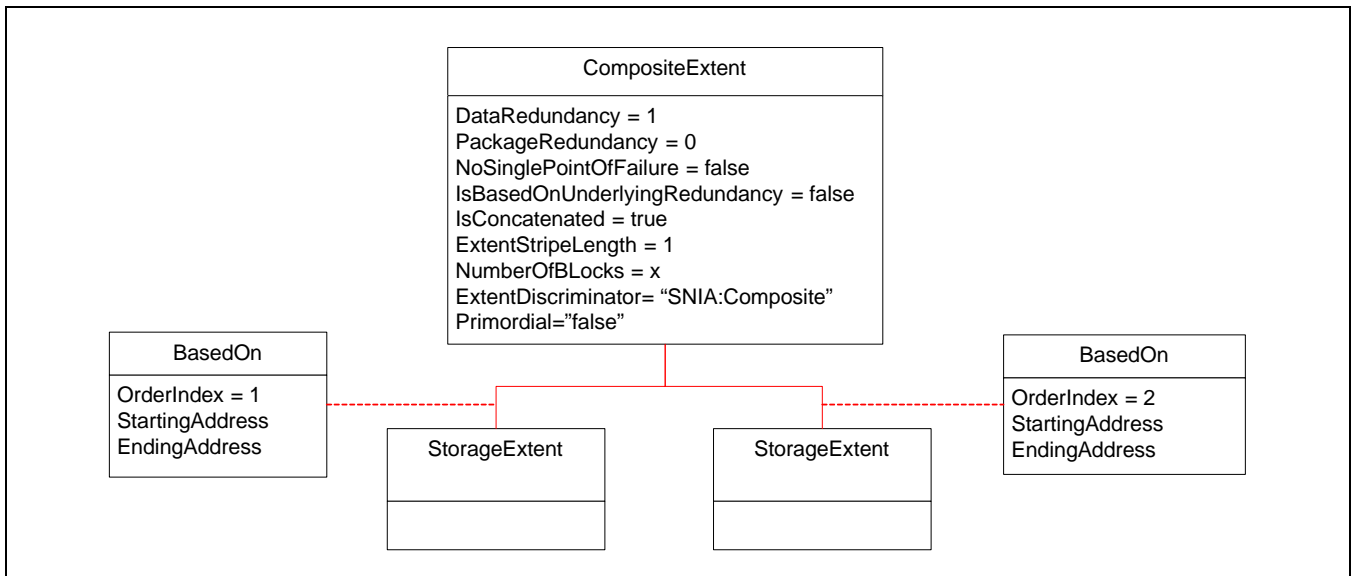 CompositeExtent
DataRedundancy = 1
PackageRedundancy = 0
NoSinglePointOfFailure = false
IsBasedOnUnderlyingRedundancy = false
IsConcatenated = true
ExtentStripeLength = 1
NumberOfBLocks = x
ExtentDiscriminator= “SNIA:Composite”
Primordial=”false”
BasedOn
OrderIndex = 1
StartingAddress
EndingAddress
BasedOn
OrderIndex = 2
StartingAddress
EndingAddress
StorageExtent
StorageExtent